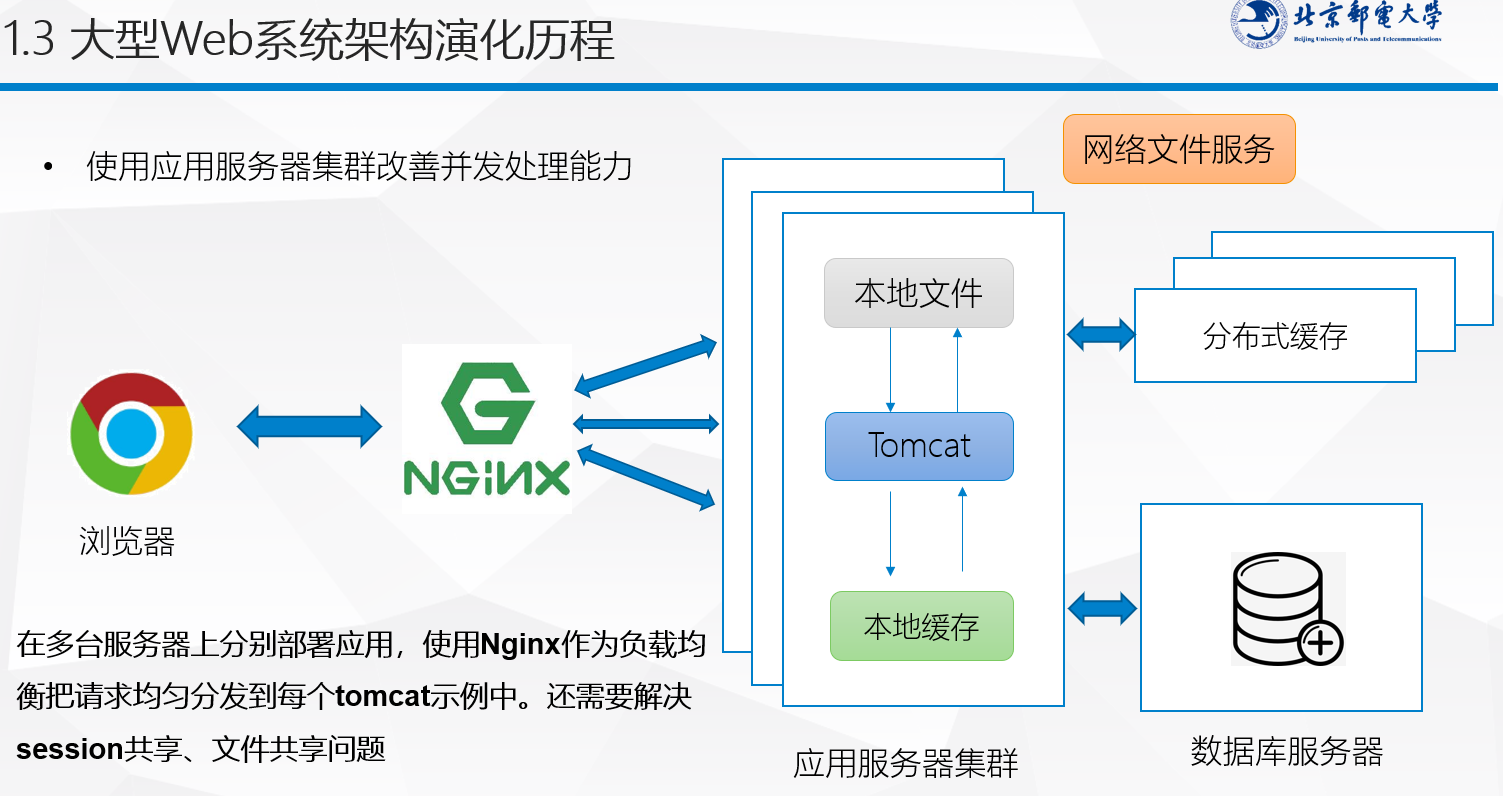 1.3 大型Web系统架构演化历程
北京郵電大學
Beijing University of Posts and Telecommunications
• 使用应用服务器集群改善并发处理能力
网络文件服务
本地文件
分布式缓存
Tomcat
NGINX
浏览器
本地缓存
在多台服务器上分别部署应用，使用Nginx作为负载均
衡把请求均匀分发到每个tomcat示例中。还需要解决
session共享、文件共享问题
应用服务器集群
数据库服务器